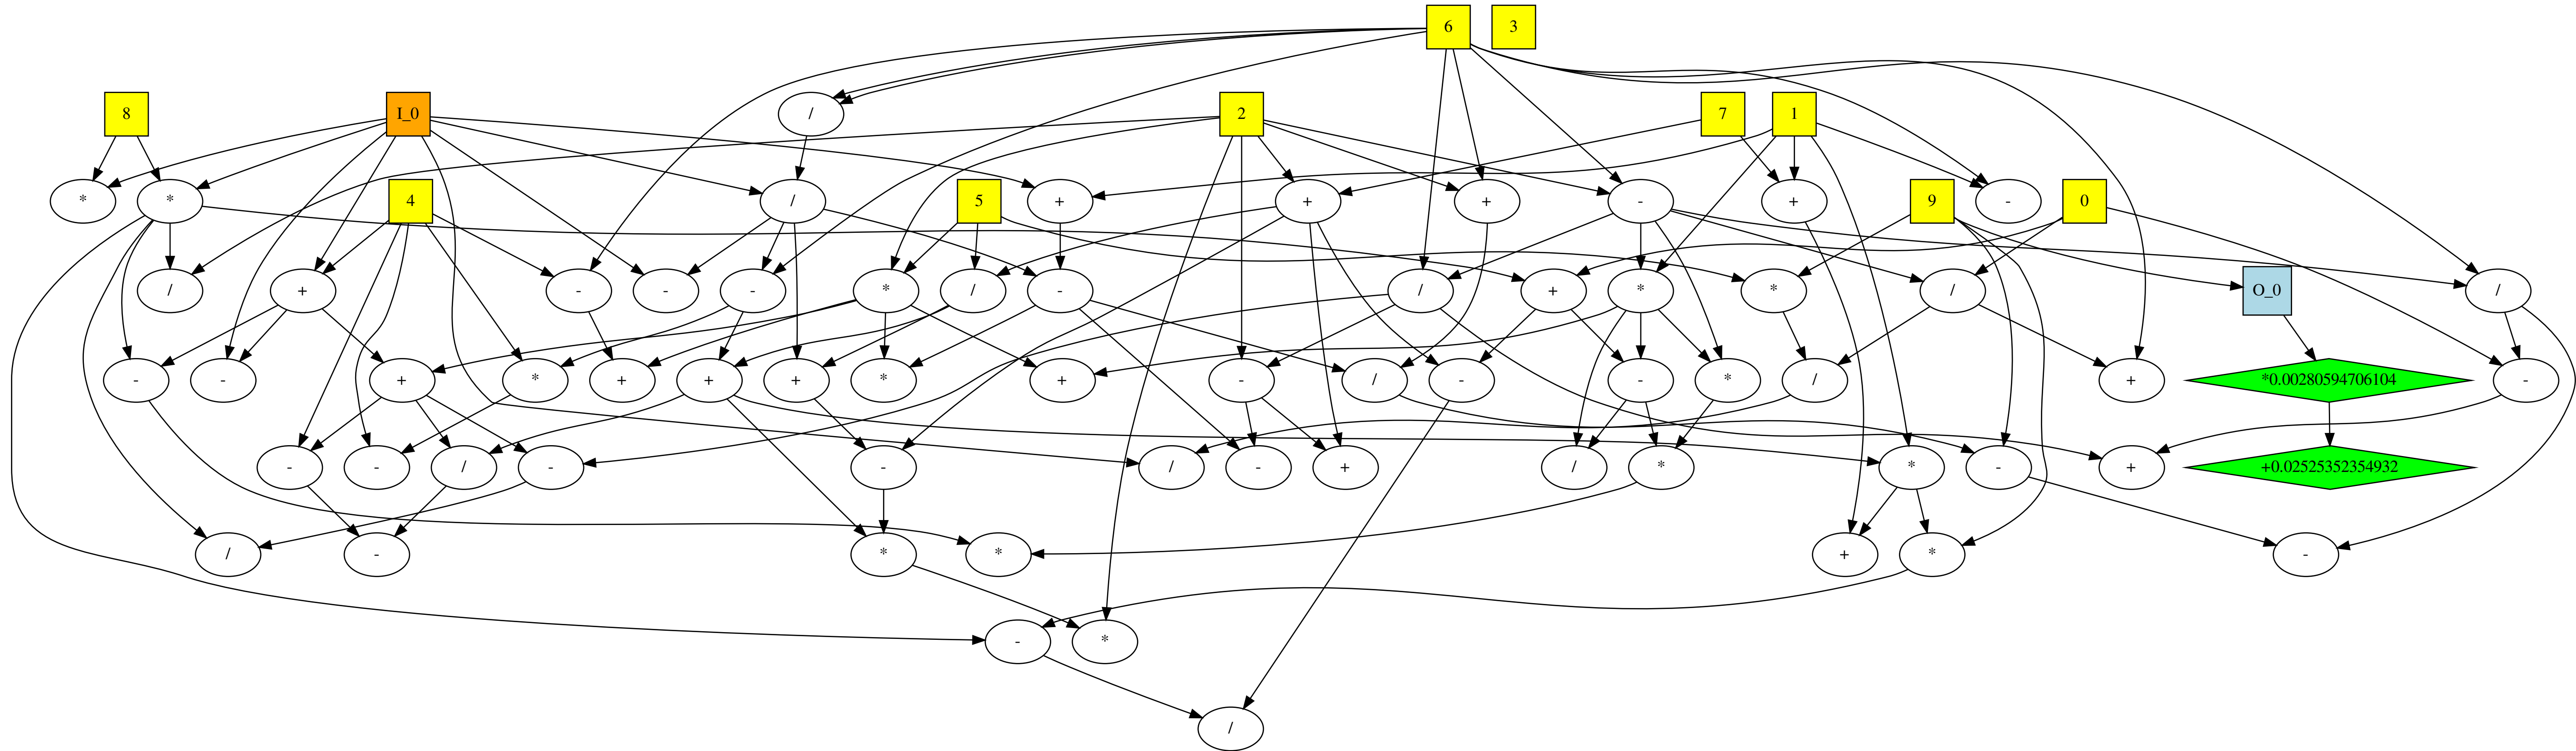 6 3
8 I_0 / 2 7 1
* * 4 / 5 + + + - + - 9 0
/ + - - - * / - / + * * / O_0 /
- - + * + + + * + - / - - * / + *0.00280594706104 -
- - / - - / - + / * * - + +0.02525352354932
/ - * * + * -
- *
/